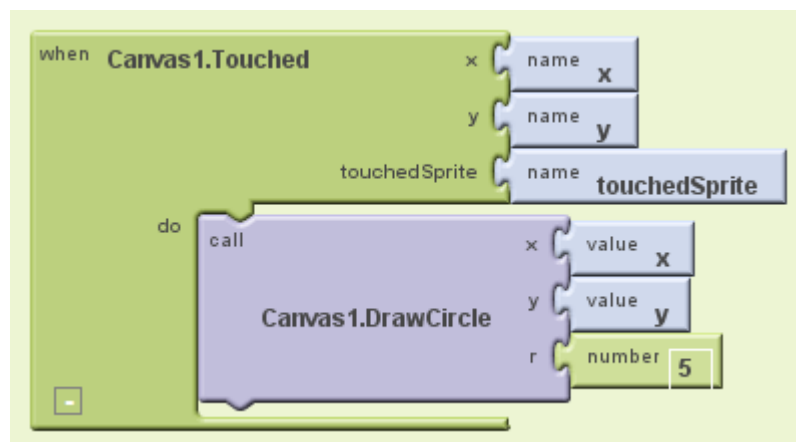 when Canvas1.Touched x name x
y name y
touchedSprite name touchedSprite
do call Canvas1.DrawCircle x value x
y value y
r number 5
-